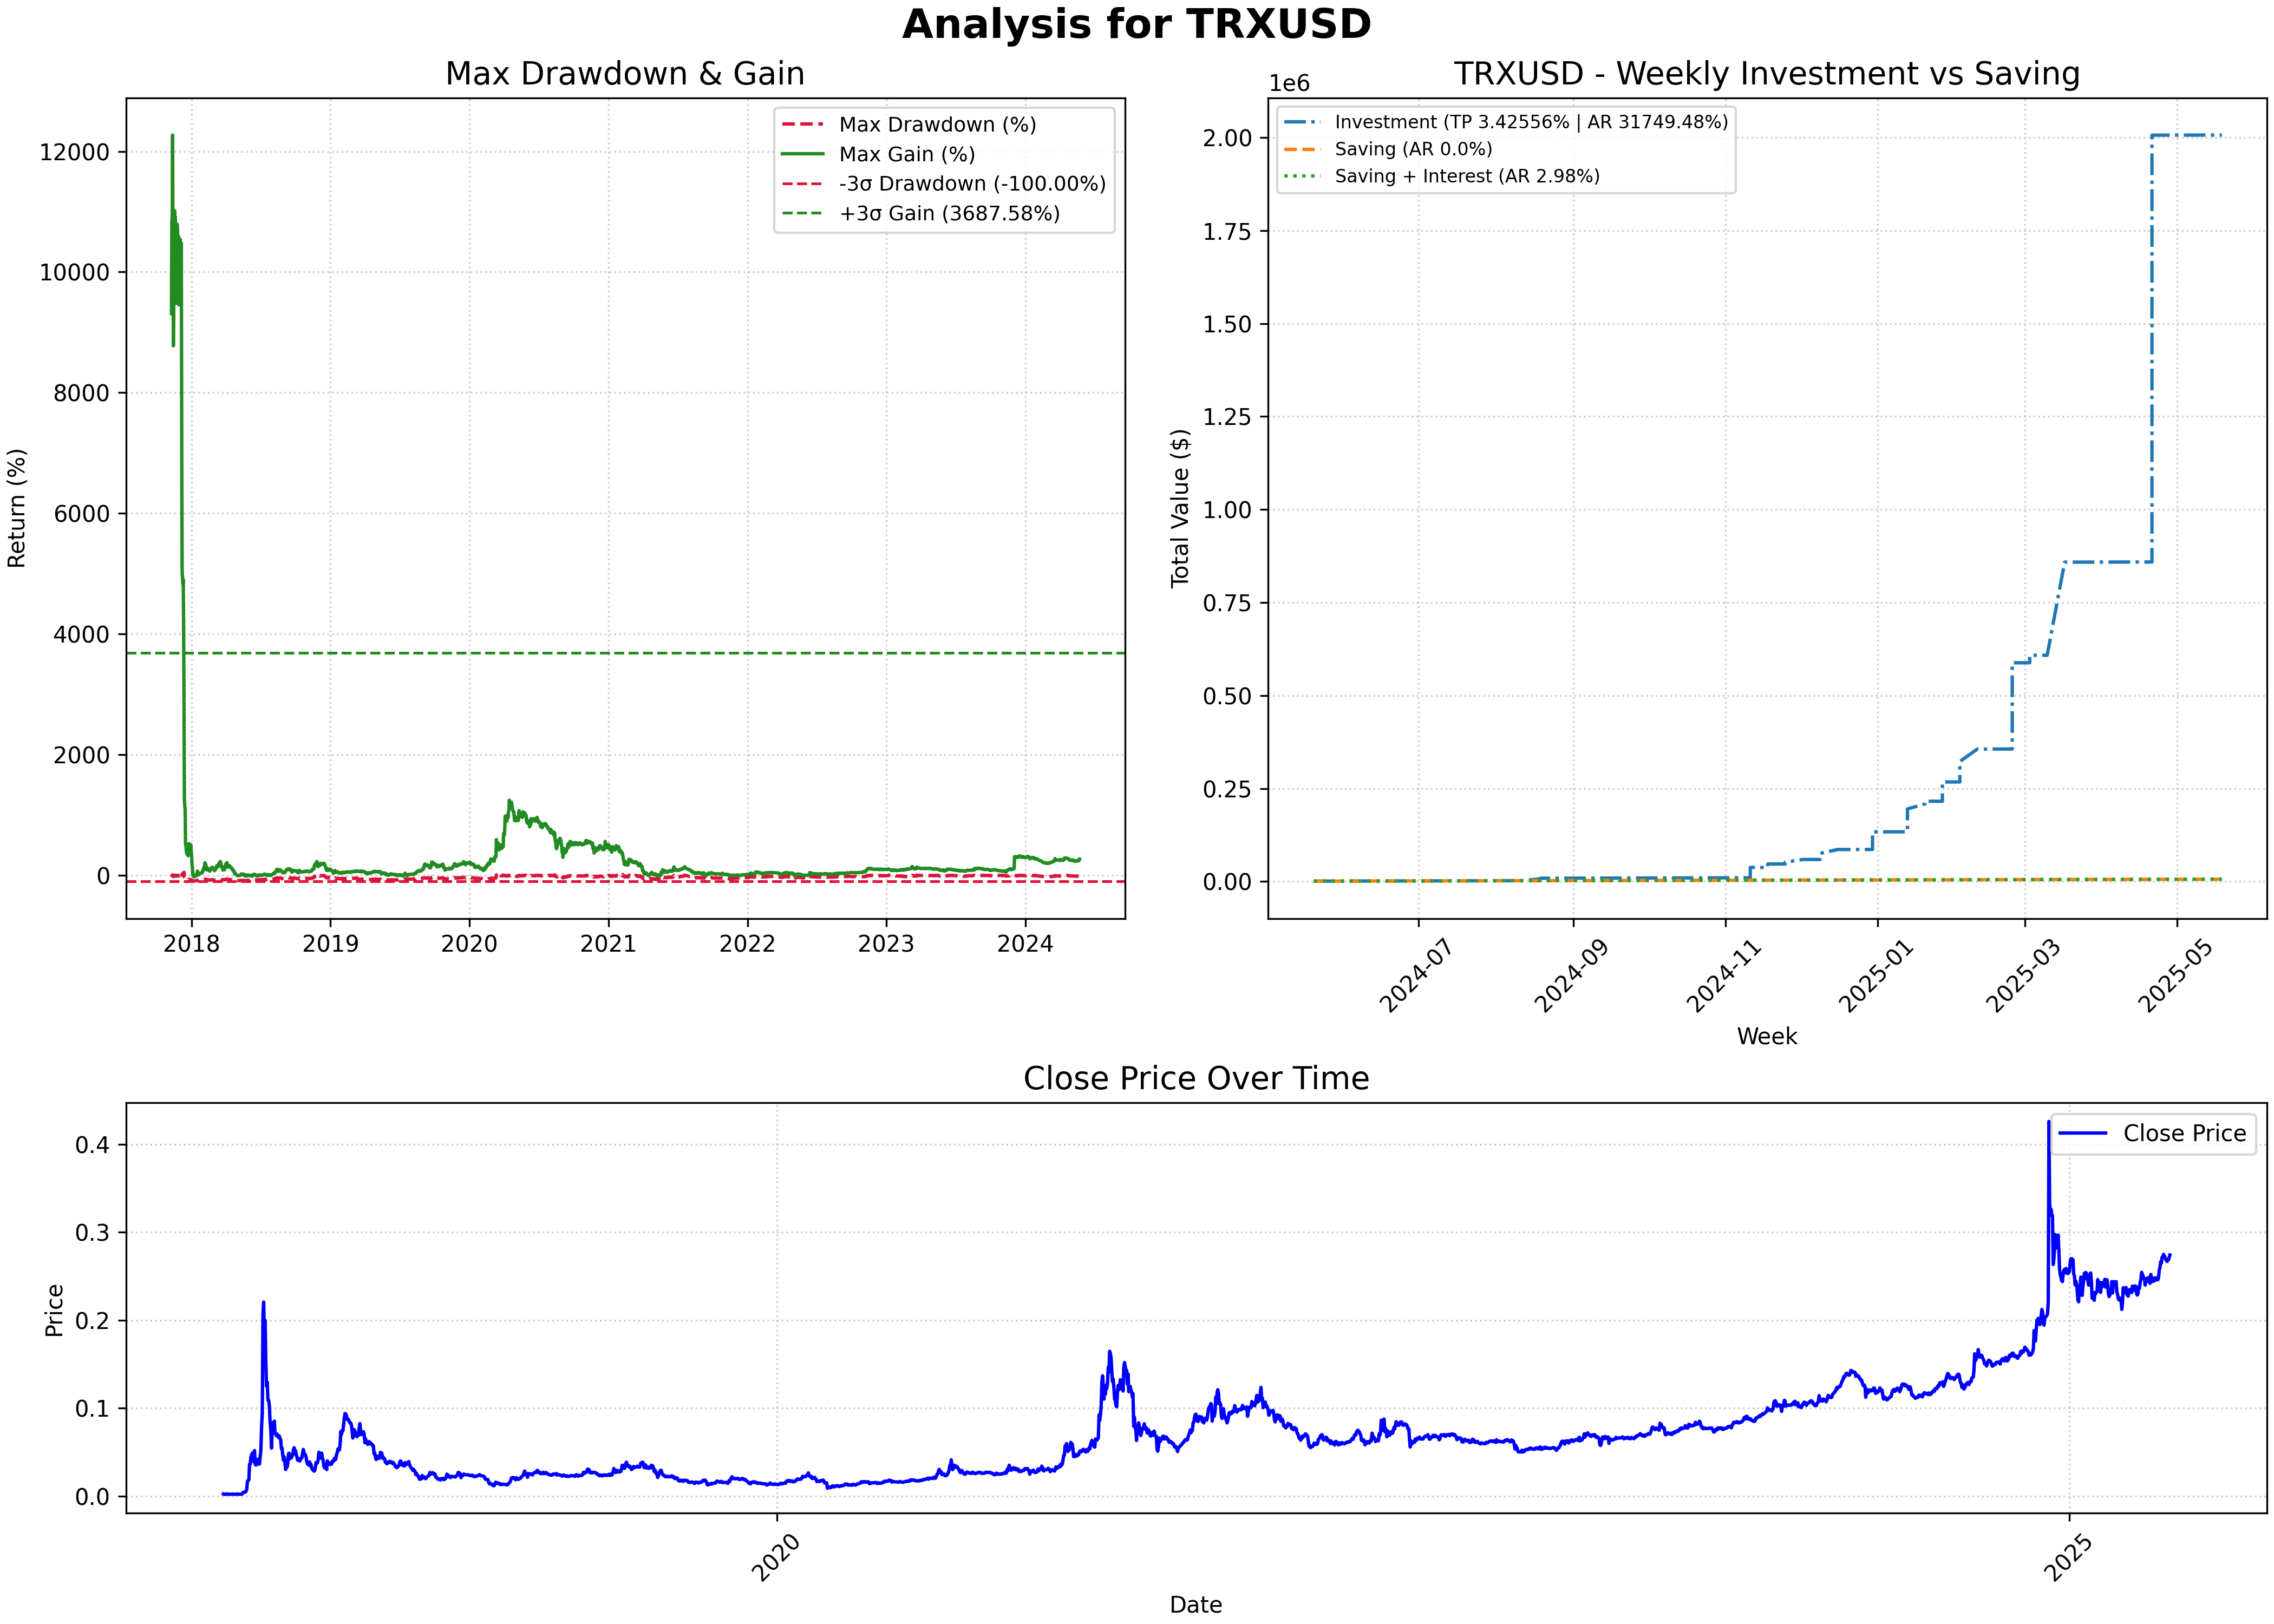 Analysis for TRXUSD
Max Drawdown & Gain
Return (%)
12000
10000
8000
6000
4000
2000
0
2018
2019
2020
2021
2022
2023
2024
Max Drawdown (%)
Max Gain (%)
-3σ Drawdown (-100.00%)
+3σ Gain (3687.58%)
TRXUSD - Weekly Investment vs Saving
1e6
Total Value ($)
2.00
1.75
1.50
1.25
1.00
0.75
0.50
0.25
0.00
Investment (TP 3.42556% | AR 31749.48%)
Saving (AR 0.0%)
Saving + Interest (AR 2.98%)
2024-07
2024-09
2024-11
2025-01
2025-03
2025-05
Week
Close Price Over Time
Price
0.4
0.3
0.2
0.1
0.0
Close Price
2020
2025
Date